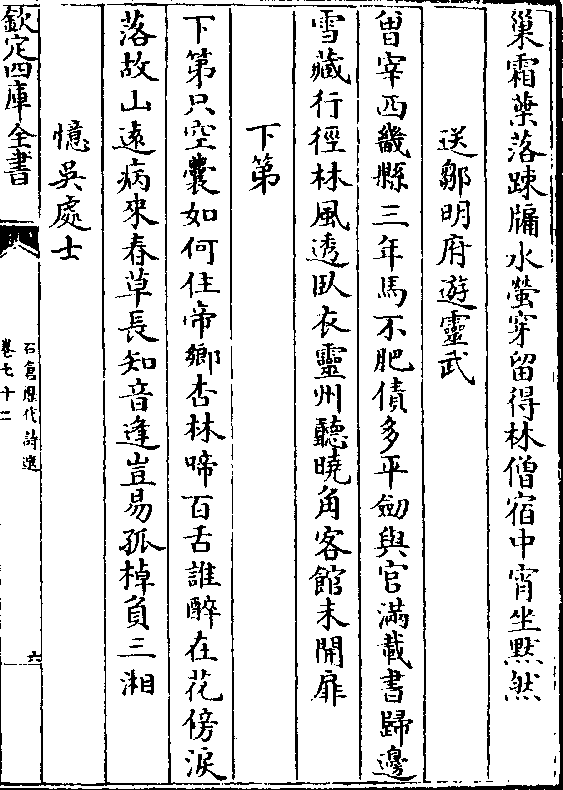 巢霜葉落踈牖水螢穿留得林僧宿中宵坐黙然
送鄒明府遊靈武
曽宰西畿縣三年馬不肥債多平劒與官滿載書歸邊
雪藏行徑林風透臥衣靈州聽曉角客館未開扉
下第
下第只空囊如何住帝鄉杏林啼百舌誰醉在花傍淚
落故山遠病來春草長知音逢豈易孤棹負三湘
憶吳處士
欽定四庫全書
石倉歴代詩選
卷七十二
六